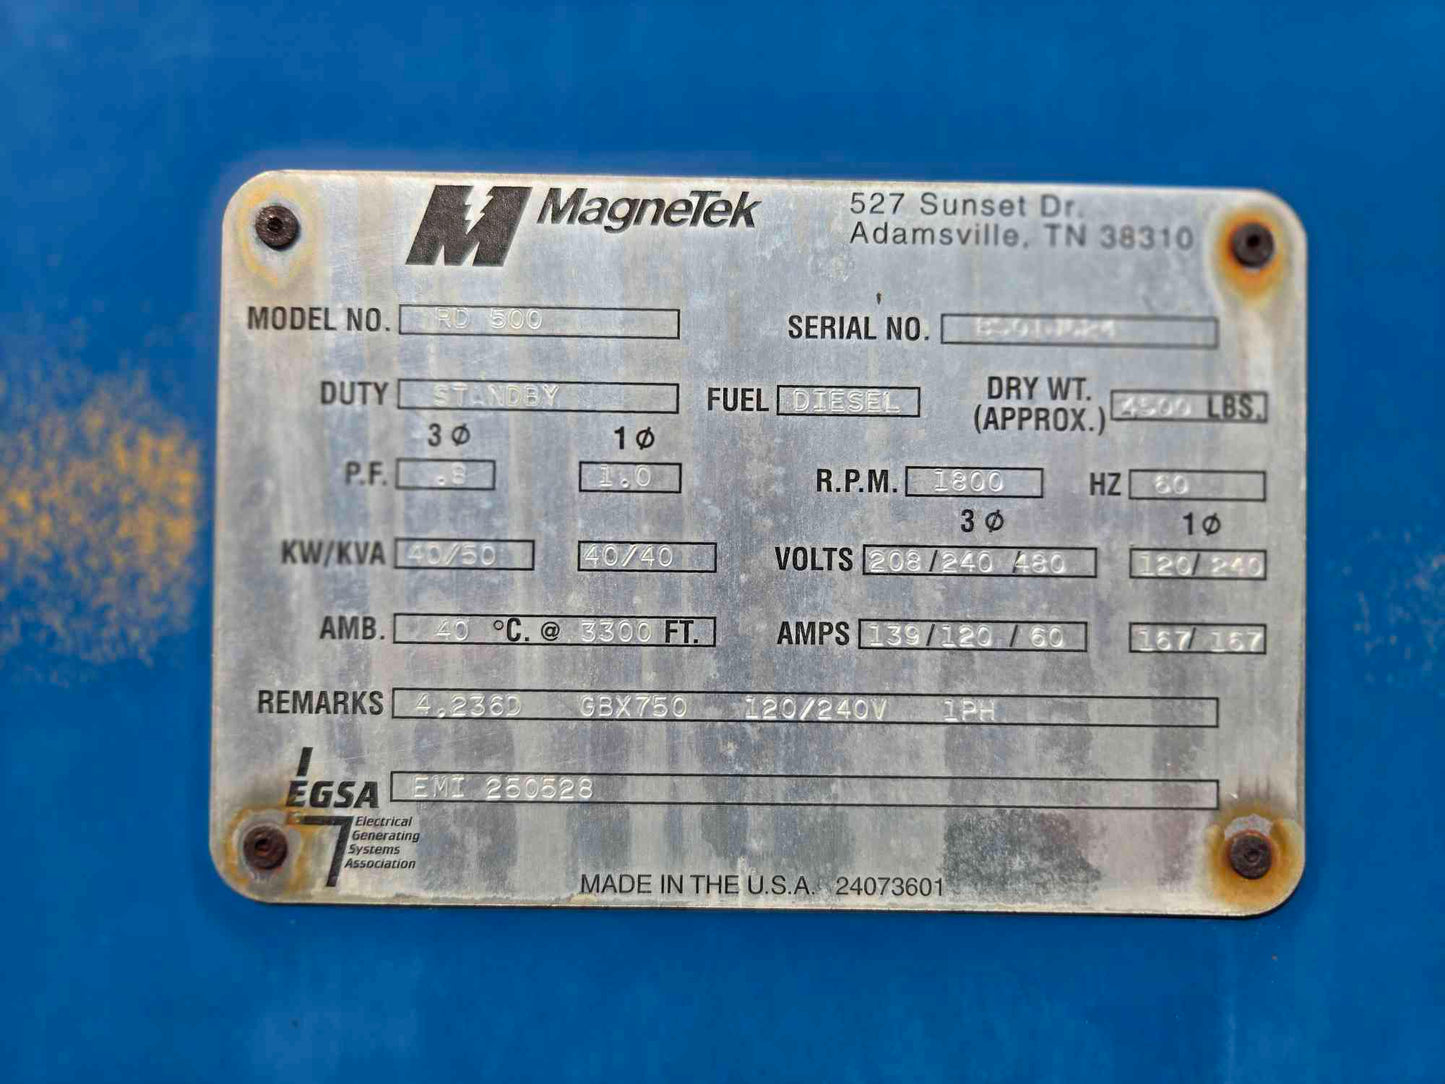 MagneTek
527 Sunset Dr.
Adamsville, TN 38310
MODEL NO. RD 500 SERIAL NO.
DUTY STANDBY FUEL DIESEL DRY WT. (APPROX.) 4500 LBS.
3 Ø 1 Ø
P.F. .8 1.0 R.P.M. 1800 HZ 60
3 Ø 1 Ø
KW/KVA 40/50 40/40 VOLTS 208/240/480 120/240
AMB. 40 °C. @ 3300 FT. AMPS 139/120/60 167/167
REMARKS 4.236D GBX750 120/240V 1PH
EGSA EMI 250528
Electrical
Generating
Systems
Association
MADE IN THE U.S.A. 24073601